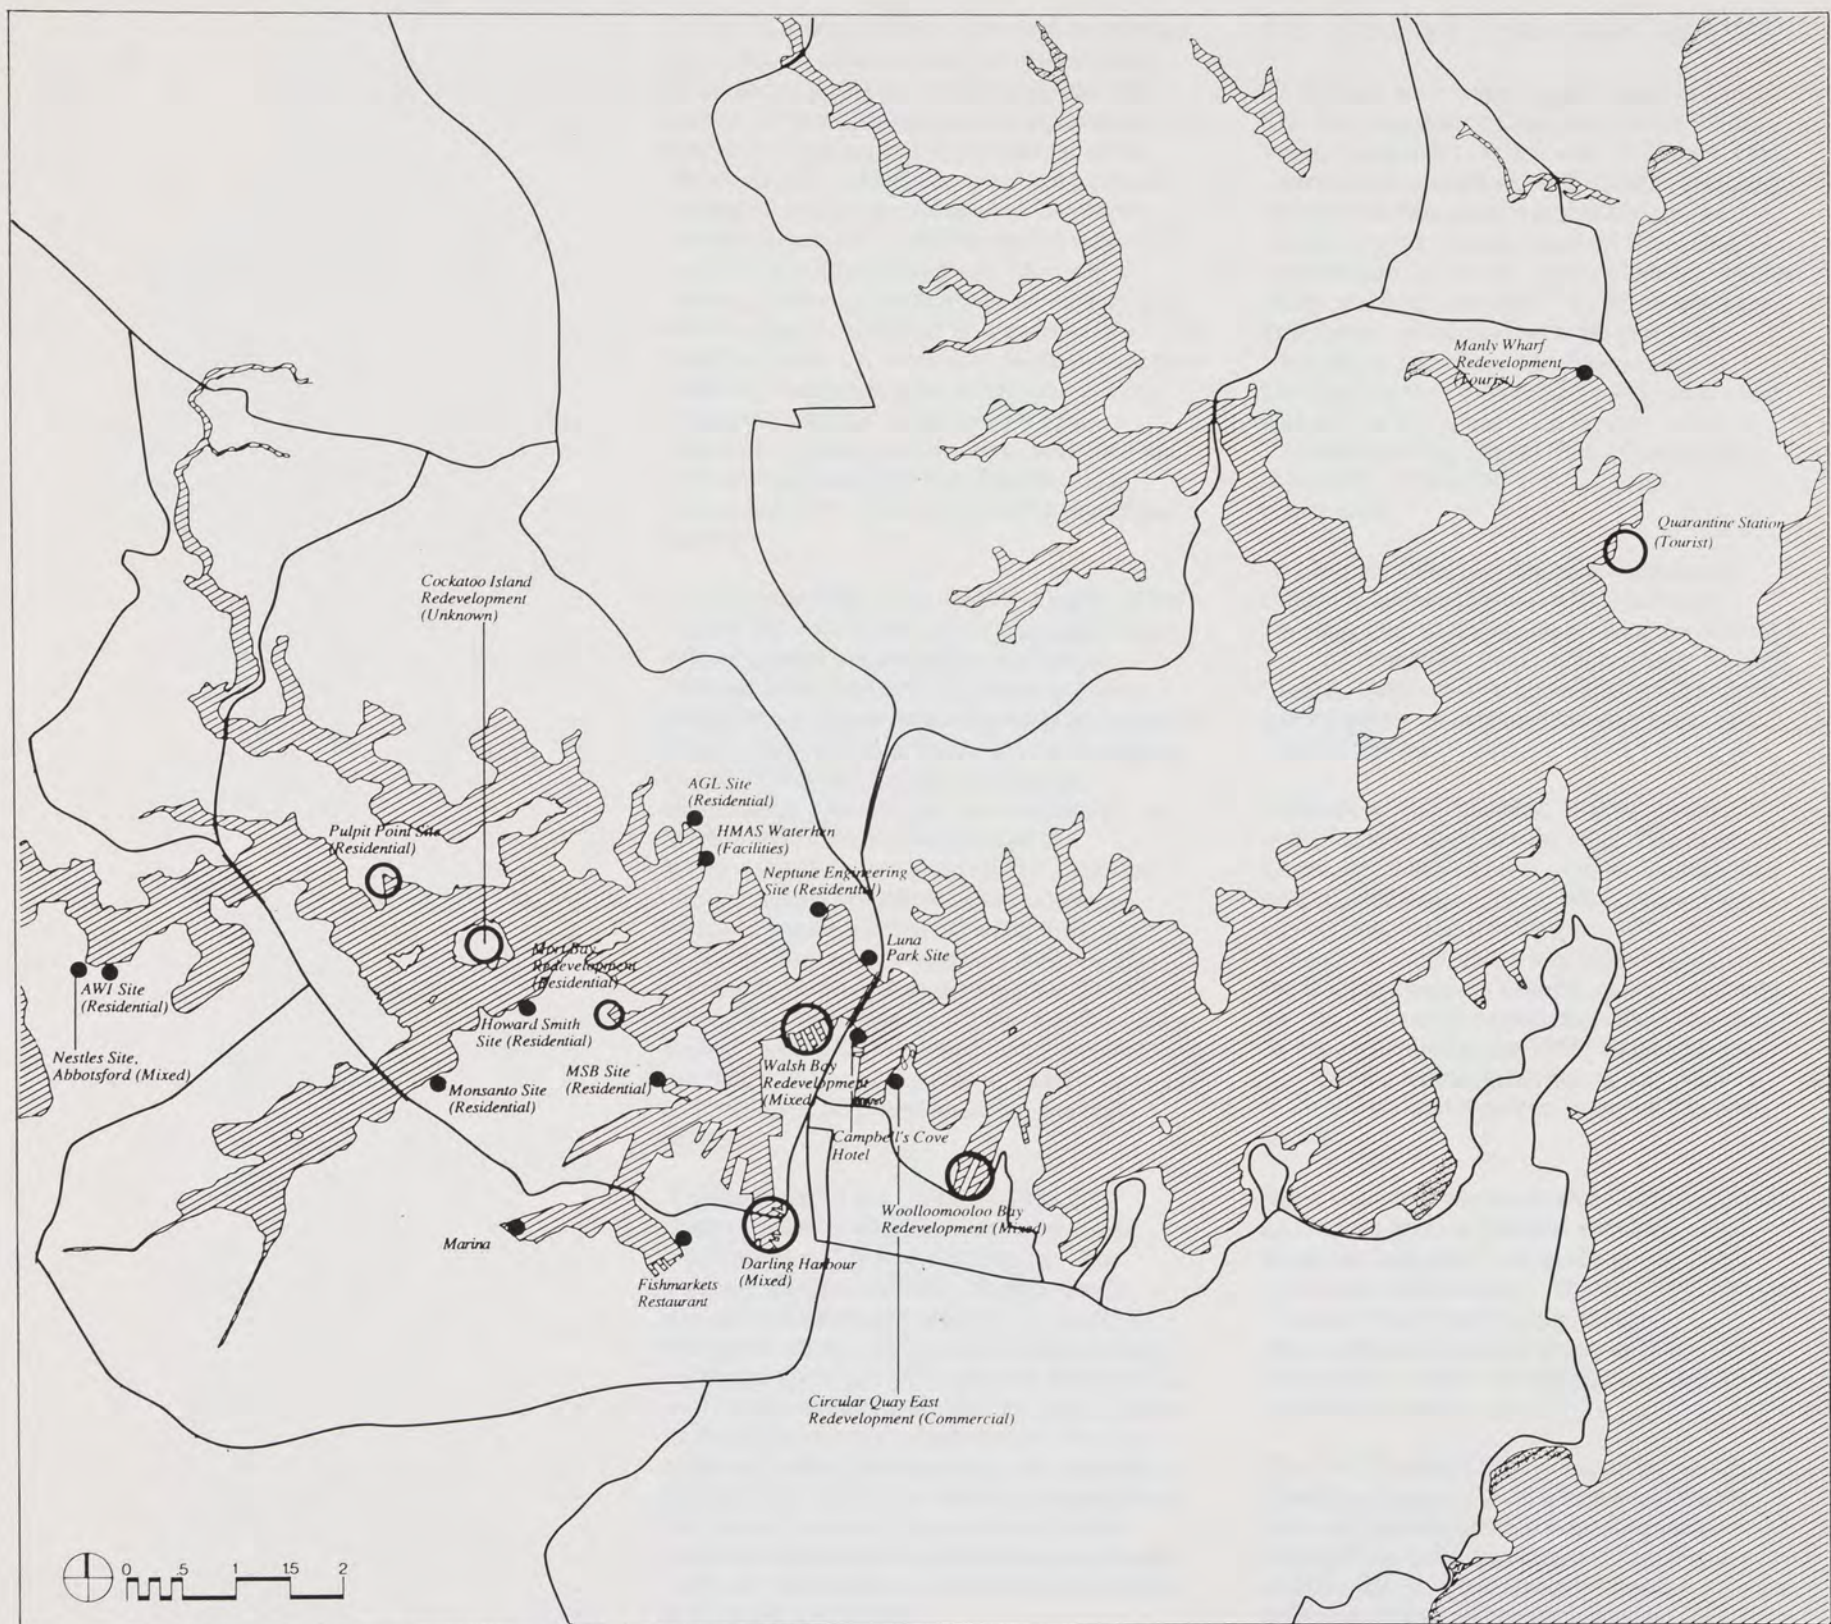 Manly Wharf
Redevelopment
(Tourist)
Quarantine Station
(Tourist)
Cockatoo Island
Redevelopment
(Unknown)
AGL Site
(Residential)
HMAS Waterhen
(Facilities)
Pulpit Point Site
(Residential)
Neptune Engineering
Site (Residential)
Luna
Park Site
Mort Bay
Redevelopment
(Residential)
AWI Site
(Residential)
Howard Smith
Site (Residential)
Nestles Site,
Abbotsford (Mixed)
MSB Site
(Residential)
Monsanto Site
(Residential)
Walsh Bay
Redevelopment
(Mixed)
Campbell's Cove
Hotel
Woolloomooloo Bay
Redevelopment (Mixed)
Marina
Darling Harbour
(Mixed)
Fishmarkets
Restaurant
Circular Quay East
Redevelopment (Commercial)
0 .5 1 1.5 2